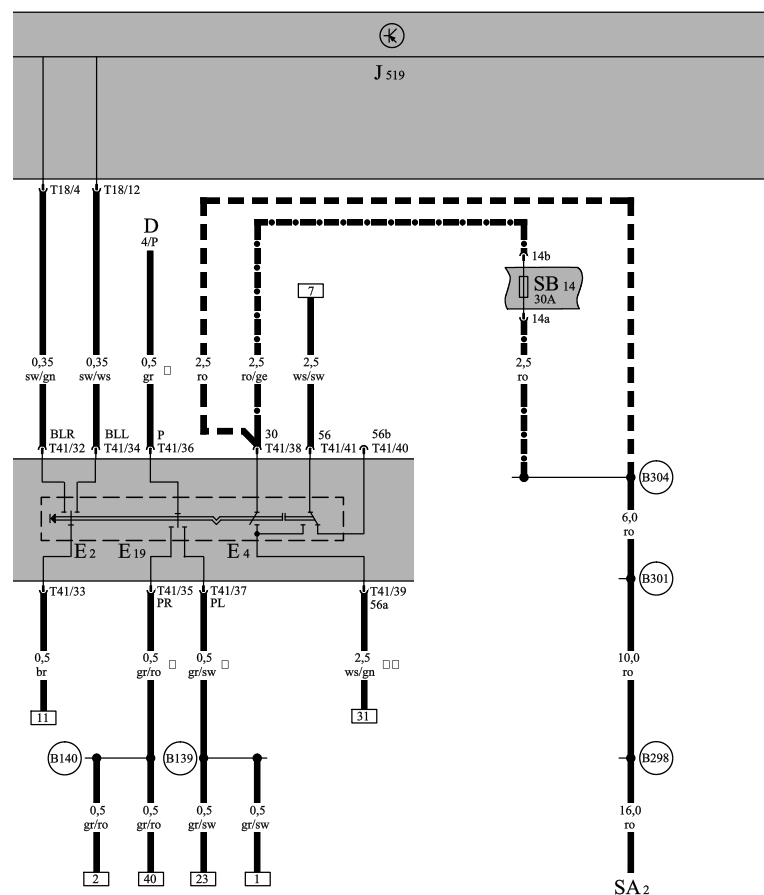 J 519
T18/4
T18/12
D
4/P
14b
SB 14
30A
14a
7
0,35
sw/gn
0,35
sw/ws
0,5
gr
2,5
ro
2,5
ro/ge
2,5
ws/sw
2,5
ro
BLR
T41/32
BLL
T41/34
P
T41/36
30
T41/38
56
T41/41
56b
T41/40
B304
6,0
ro
E 2
E 19
E 4
B301
T41/33
T41/35
PR
T41/37
PL
T41/39
56a
0,5
br
0,5
gr/ro
0,5
gr/sw
2,5
ws/gn
10,0
ro
11
31
B140
B139
B298
0,5
gr/ro
0,5
gr/ro
0,5
gr/sw
0,5
gr/sw
16,0
ro
2
40
23
1
SA 2